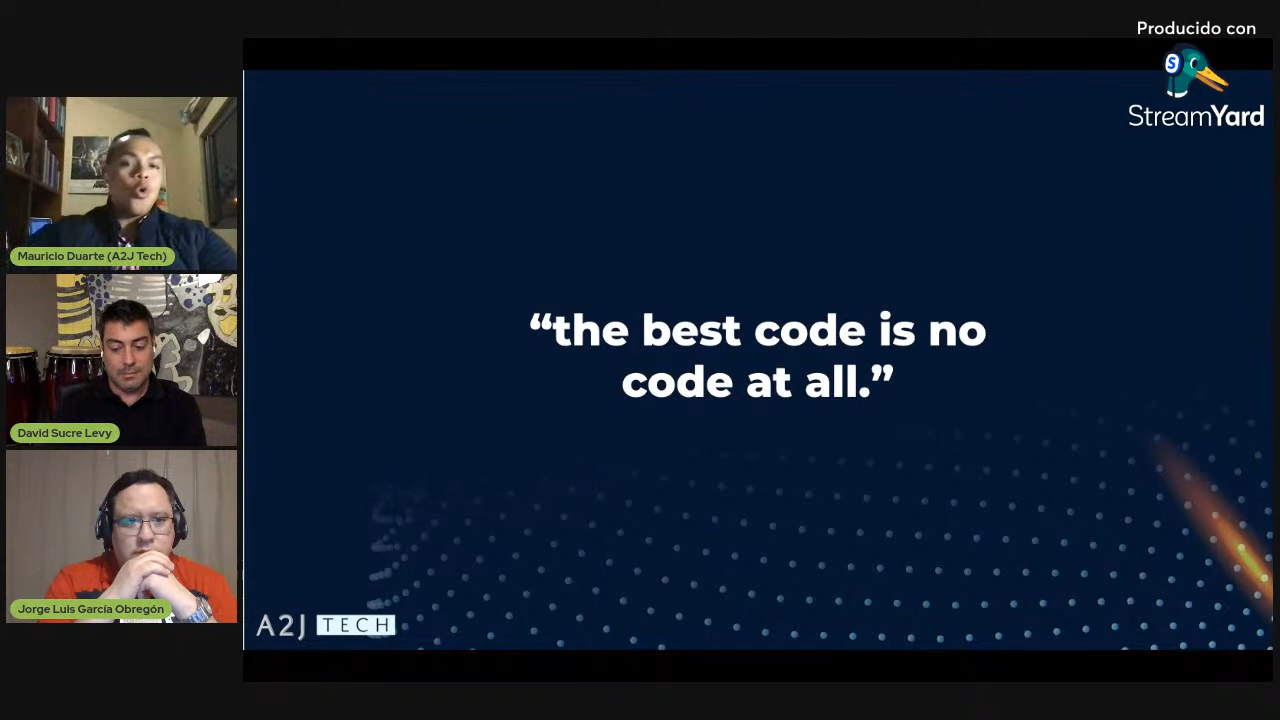 Producido con
StreamYard
Mauricio Duarte (A2J Tech)
David Sucre Levy
Jorge Luis García Obregón
“the best code is no
code at all.”
A2J TECH